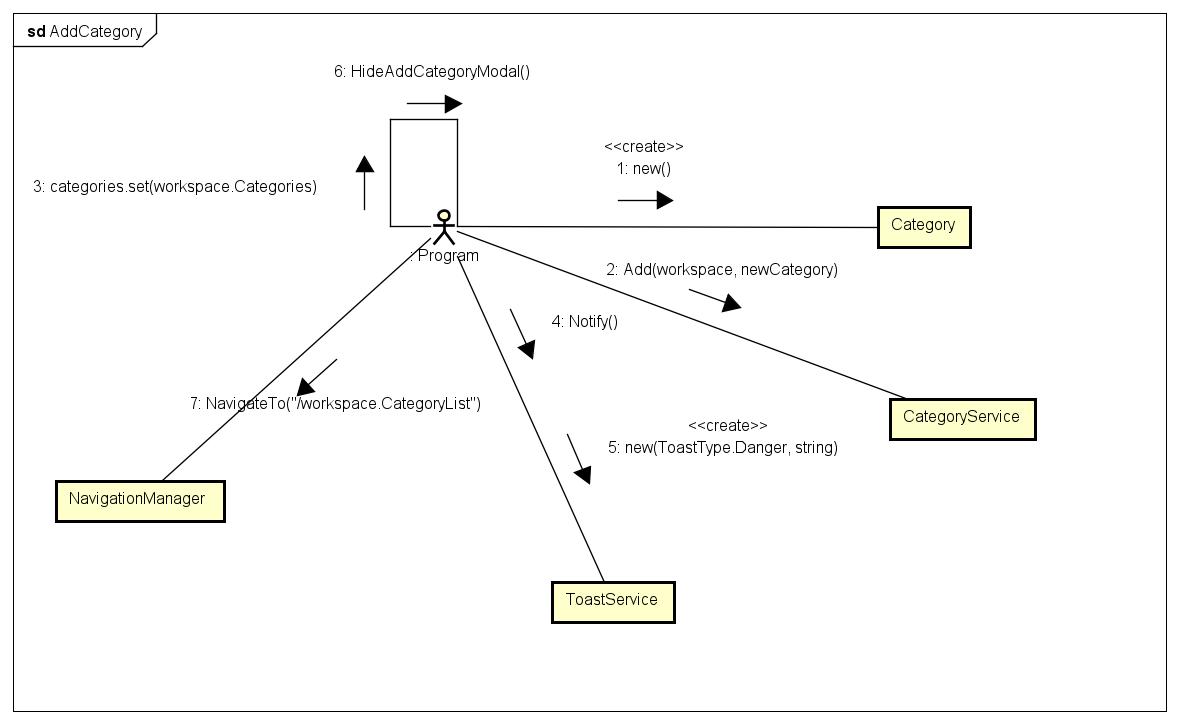 sd AddCategory
6: HideAddCategoryModal()
<<create>>
1: new()
3: categories.set(workspace.Categories)
Category
: Program
2: Add(workspace, newCategory)
4: Notify()
7: NavigateTo("/workspace.CategoryList")
CategoryService
<<create>>
5: new(ToastType.Danger, string)
NavigationManager
ToastService